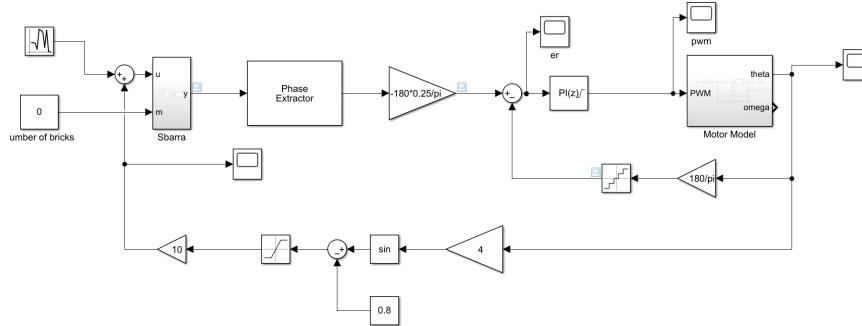 er
pwm
+
+
u
m
y
Sbarra
0
umber of bricks
Phase
Extractor
-180*0.25/pi
+
−
PI(z)
PWM
theta
omega
Motor Model
180/pi
10
−
+
sin
4
0.8